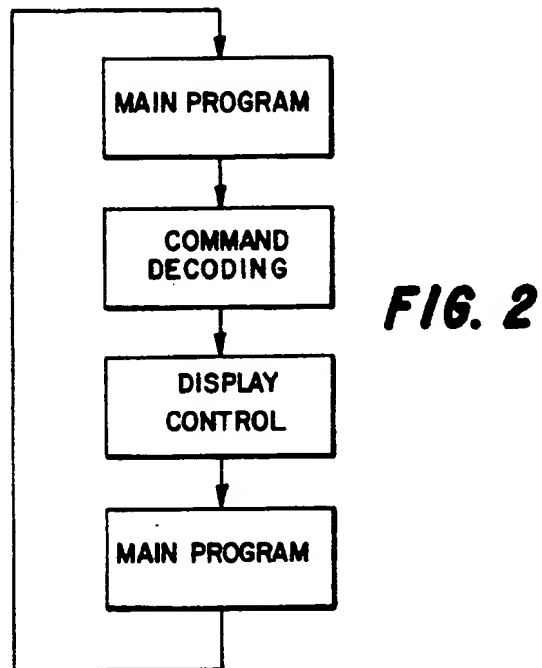 MAIN PROGRAM
COMMAND
DECODING
DISPLAY
CONTROL
MAIN PROGRAM
FIG. 2